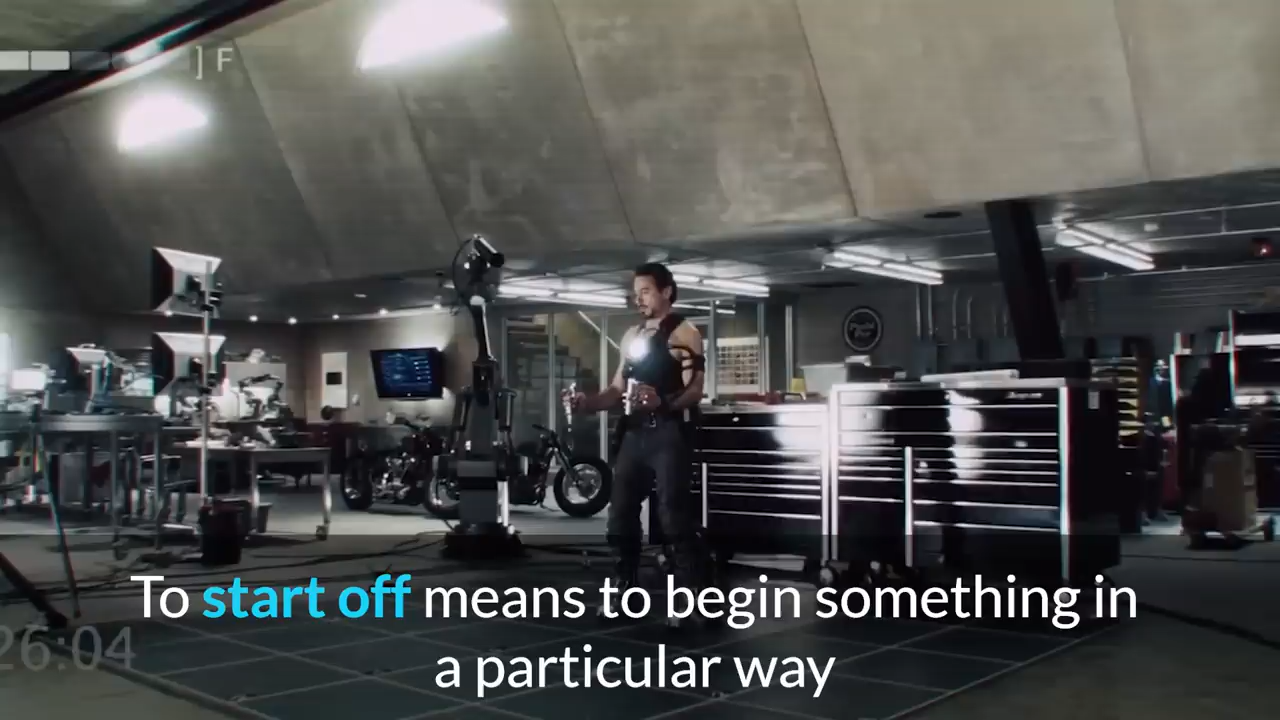 ] F
To start off means to begin something in
26:04
a particular way